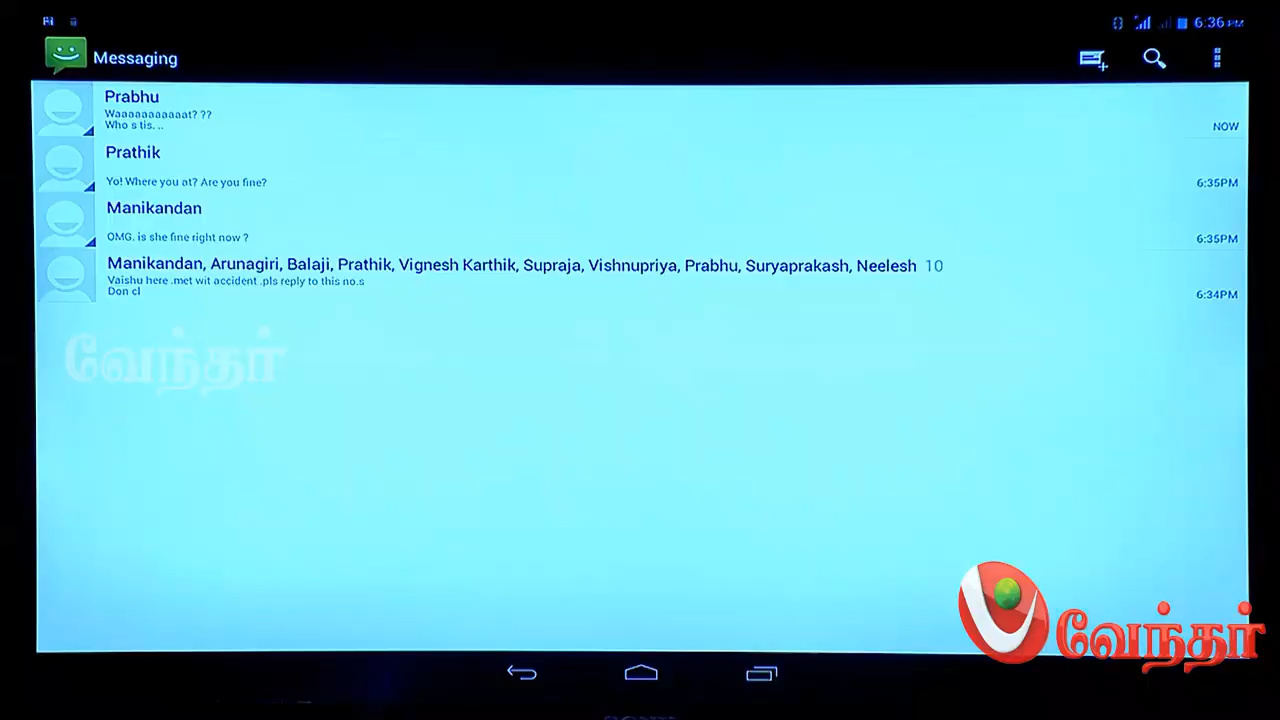 6:36 PM
Messaging
Prabhu
Waaaaaaaaaaat? ??
Who s tis. ..
NOW
Prathik
Yo! Where you at? Are you fine?
6:35PM
Manikandan
OMG. is she fine right now ?
6:35PM
Manikandan, Arunagiri, Balaji, Prathik, Vignesh Karthik, Supraja, Vishnupriya, Prabhu, Suryaprakash, Neelesh 10
Vaishu here .met wit accident .pls reply to this no.s
Don cl
6:34PM
வேந்தர்
வேந்தர்